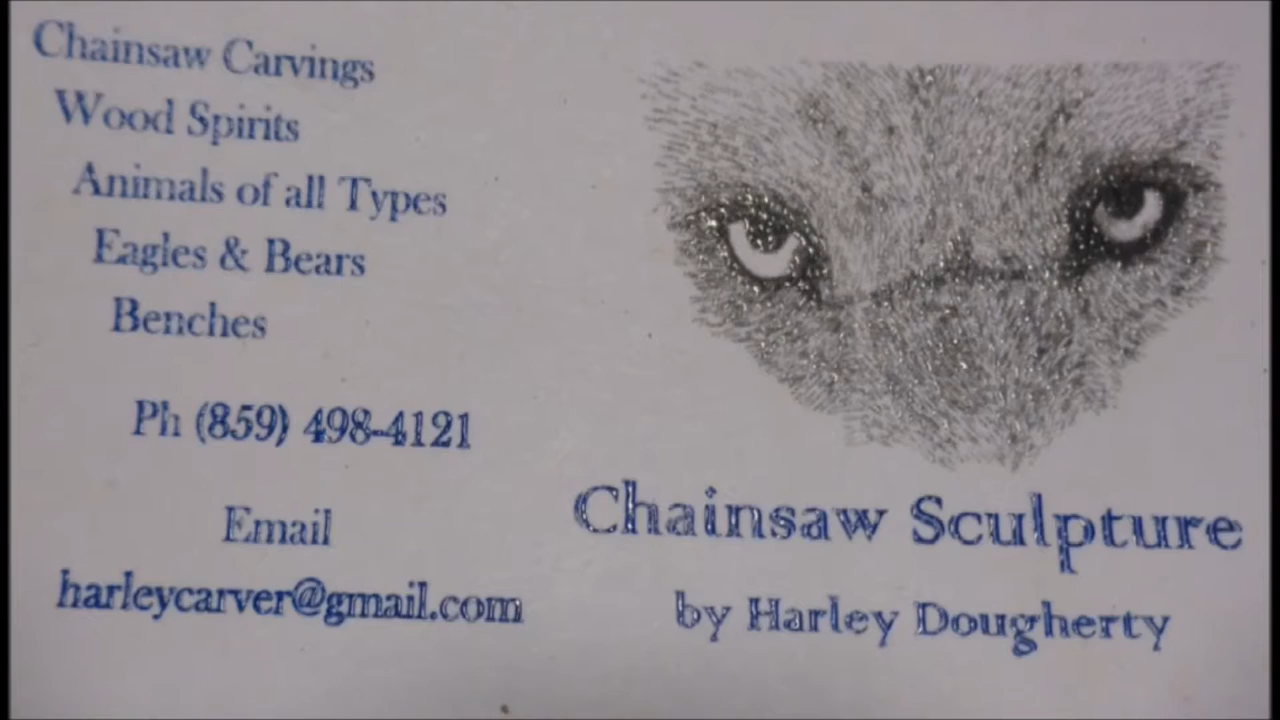 Chainsaw Carvings
Wood Spirits
Animals of all Types
Eagles & Bears
Benches
Ph (859) 498-4121
Email
harleycarver@gmail.com
Chainsaw Sculpture
by Harley Dougherty